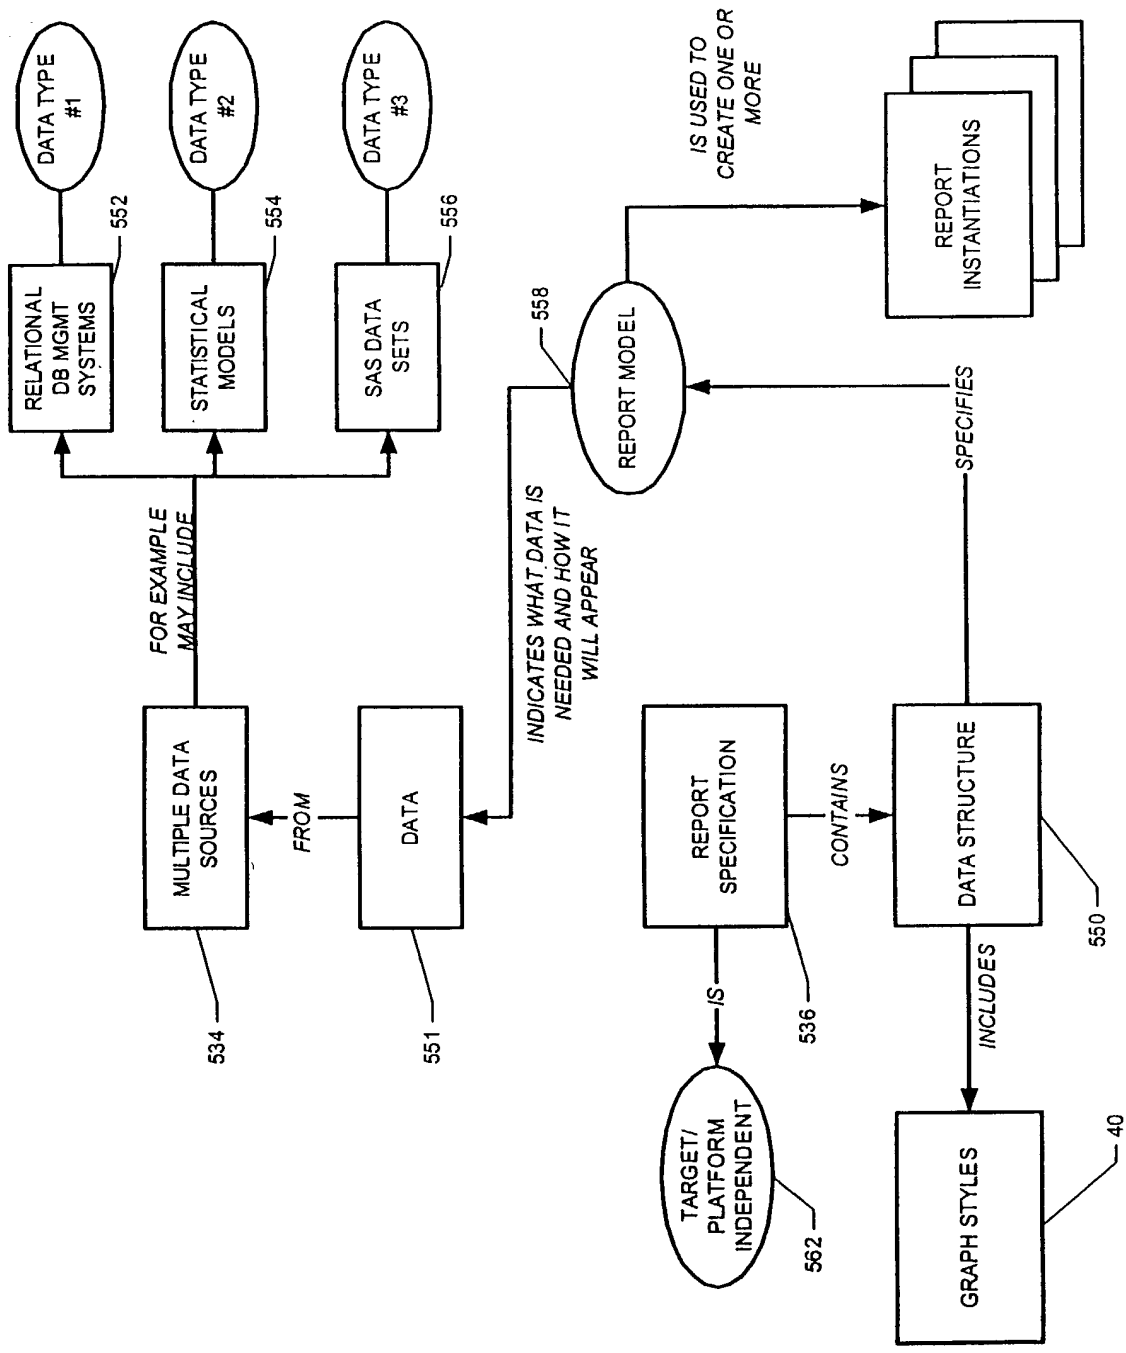 DATA TYPE
#1
DATA TYPE
#2
DATA TYPE
#3
552
554
556
RELATIONAL
DB MGMT
SYSTEMS
STATISTICAL
MODELS
SAS DATA
SETS
FOR EXAMPLE
MAY INCLUDE
MULTIPLE DATA
SOURCES
534
FROM
DATA
551
INDICATES WHAT DATA IS
NEEDED AND HOW IT
WILL APPEAR
558
REPORT MODEL
IS USED TO
CREATE ONE OR
MORE
REPORT
INSTANTIATIONS
SPECIFIES
REPORT
SPECIFICATION
536
CONTAINS
DATA STRUCTURE
550
IS
TARGET/
PLATFORM
INDEPENDENT
562
INCLUDES
GRAPH STYLES
40